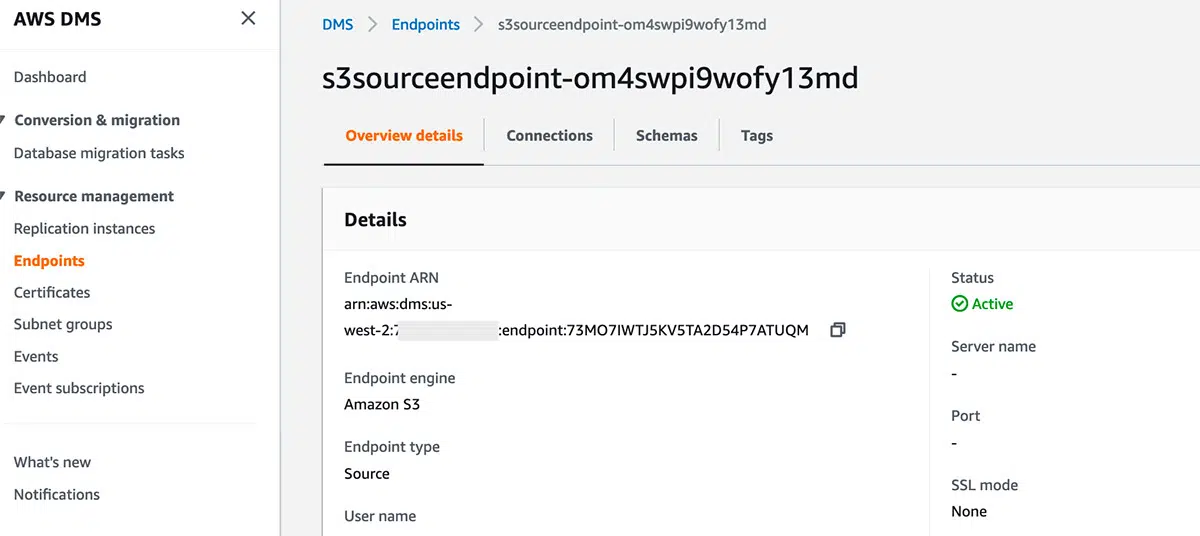 AWS DMS
Dashboard
Conversion & migration
Database migration tasks
Resource management
Replication instances
Endpoints
Certificates
Subnet groups
Events
Event subscriptions
What's new
Notifications
DMS > Endpoints > s3sourceendpoint-om4swpi9wofy13md
s3sourceendpoint-om4swpi9wofy13md
Overview details
Connections
Schemas
Tags
Details
Endpoint ARN
arn:aws:dms:us-
west-2:7 :endpoint:73MO7IWTJ5KV5TA2D54P7ATUQM
Endpoint engine
Amazon S3
Endpoint type
Source
User name
Status
Active
Server name
-
Port
-
SSL mode
None